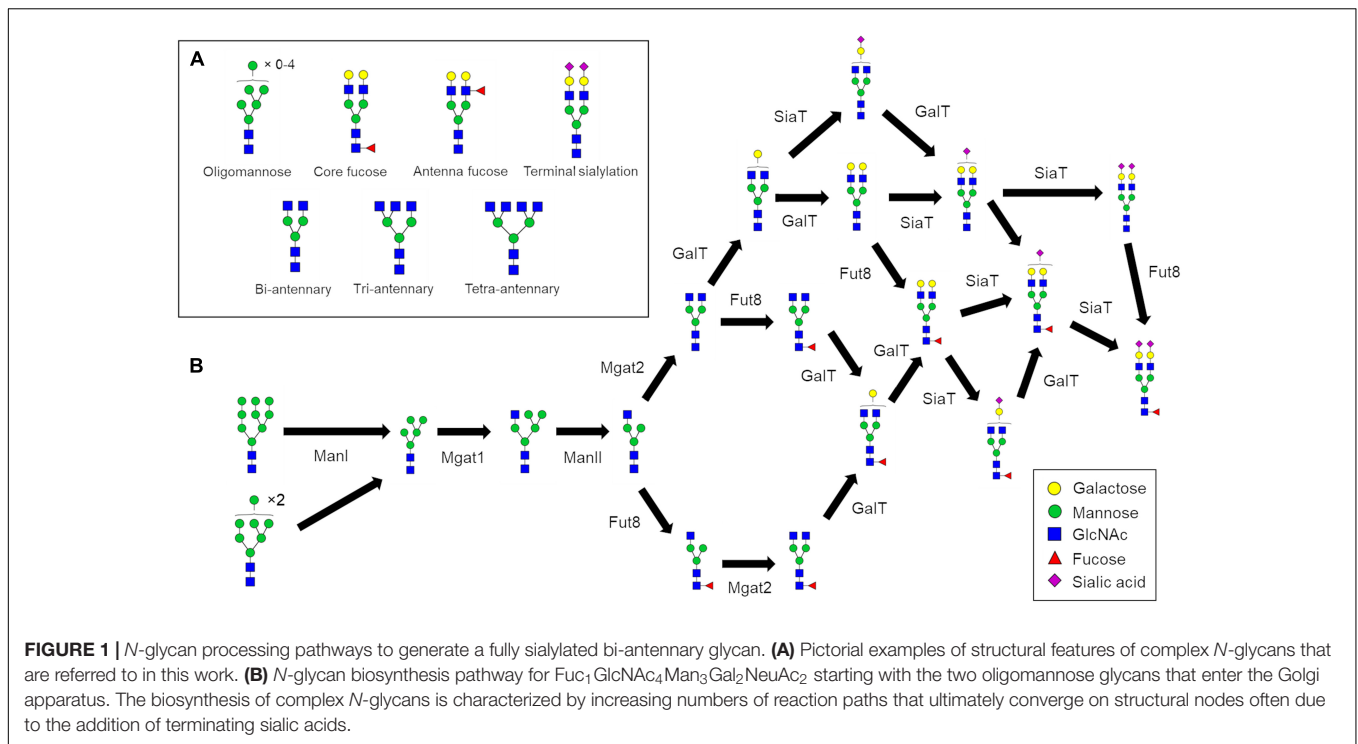 A
× 0-4
Oligomannose
Core fucose
Antenna fucose
Terminal sialylation
Bi-antennary
Tri-antennary
Tetra-antennary
B
ManI
×2
Mgat1
ManII
Mgat2
Fut8
GalT
Fut8
Mgat2
GalT
GalT
SiaT
GalT
GalT
SiaT
Fut8
GalT
SiaT
SiaT
GalT
SiaT
SiaT
Fut8
Galactose
Mannose
GlcNAc
Fucose
Sialic acid
FIGURE 1 | N-glycan processing pathways to generate a fully sialylated bi-antennary glycan. (A) Pictorial examples of structural features of complex N-glycans that
are referred to in this work. (B) N-glycan biosynthesis pathway for Fuc₁GlcNAc₄Man₃Gal₂NeuAc₂ starting with the two oligomannose glycans that enter the Golgi
apparatus. The biosynthesis of complex N-glycans is characterized by increasing numbers of reaction paths that ultimately converge on structural nodes often due
to the addition of terminating sialic acids.